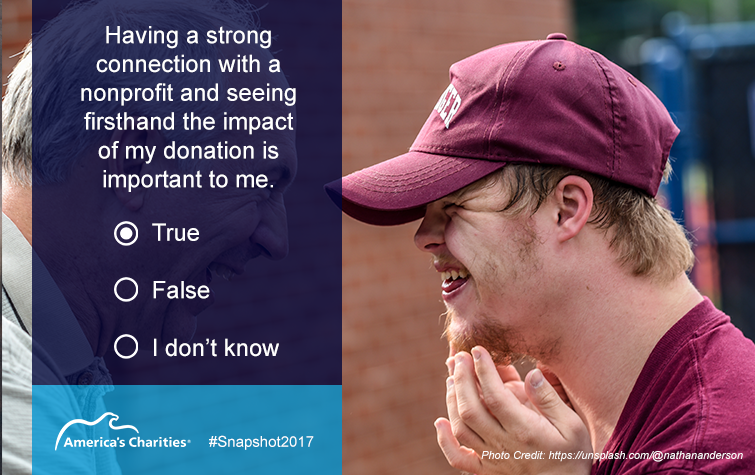 Having a strong
connection with a
nonprofit and seeing
firsthand the impact
of my donation is
important to me.
True
False
I don't know
America's Charities®
#Snapshot2017
Photo Credit: https://unsplash.com/@nathananderson